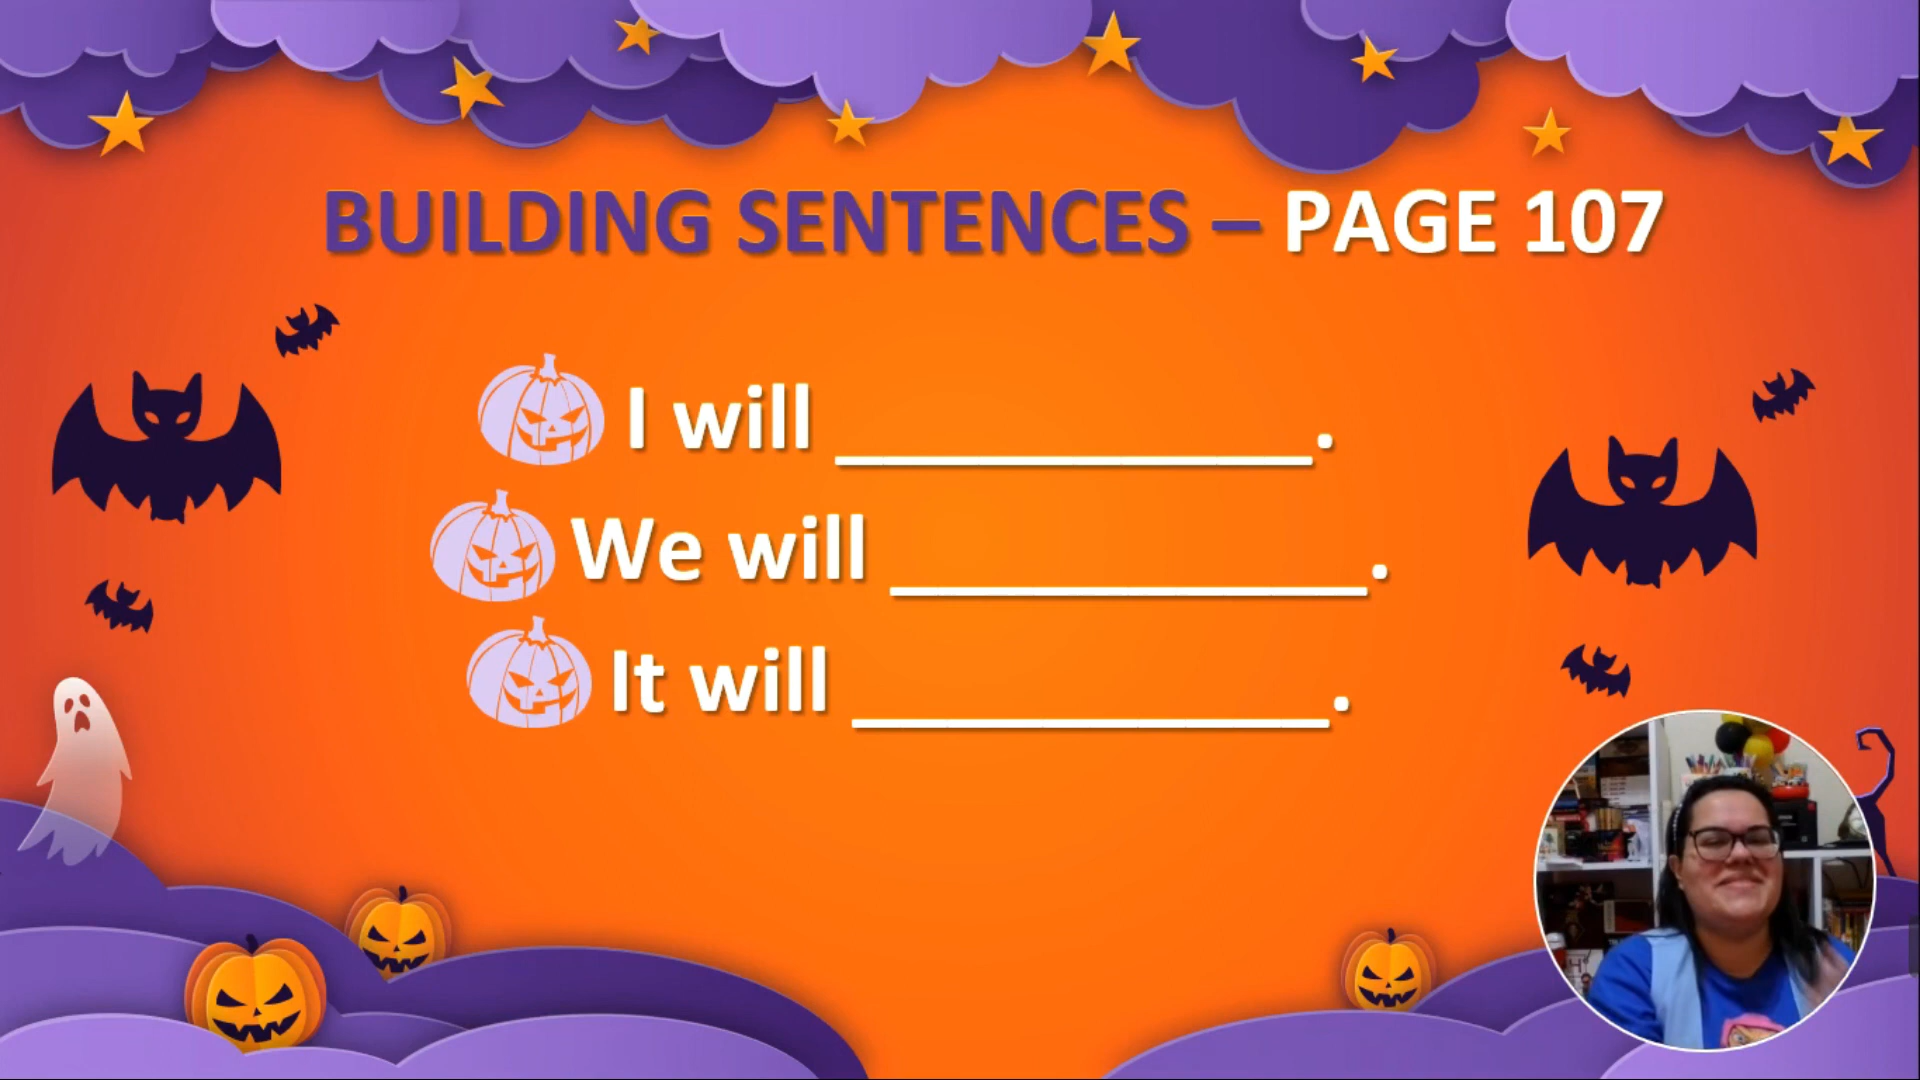 BUILDING SENTENCES – PAGE 107
I will ____________.
We will ____________.
It will ____________.